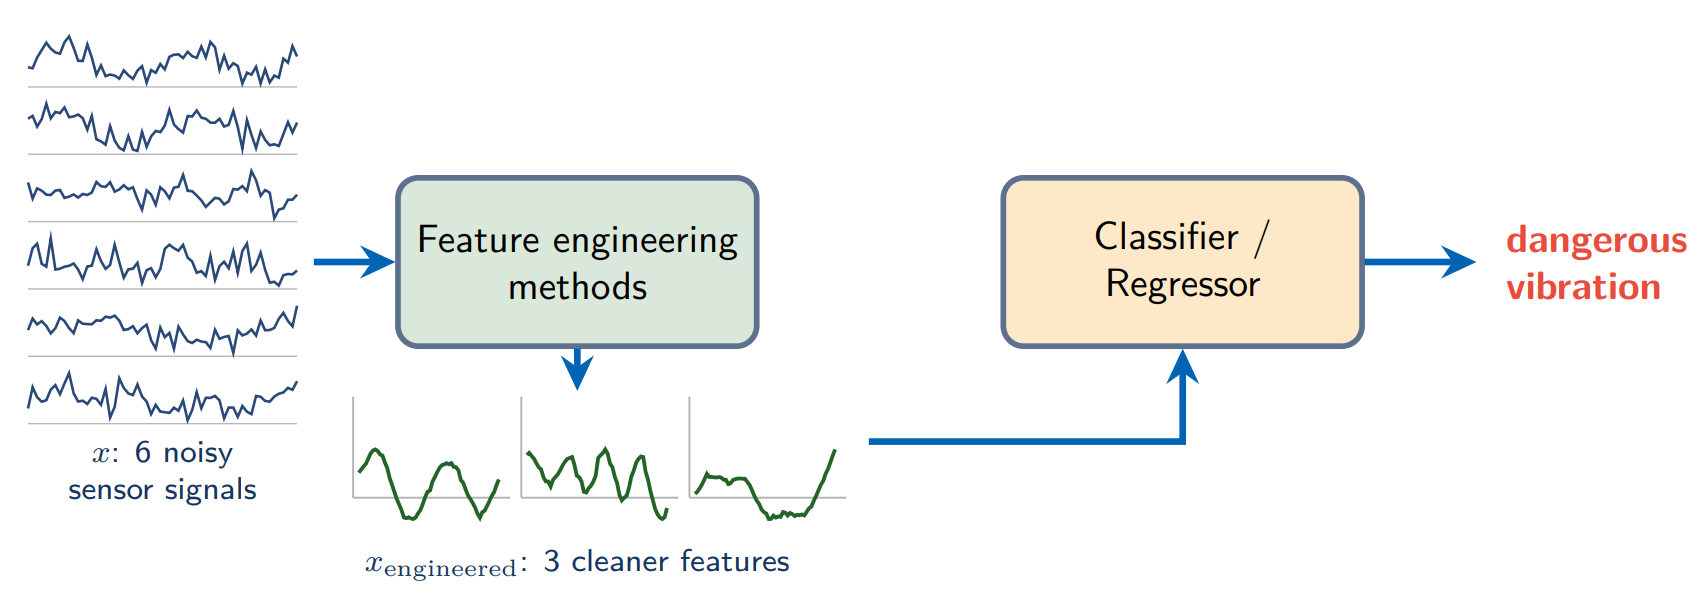 x: 6 noisy
sensor signals
Feature engineering
methods
x_engineered: 3 cleaner features
Classifier /
Regressor
dangerous
vibration